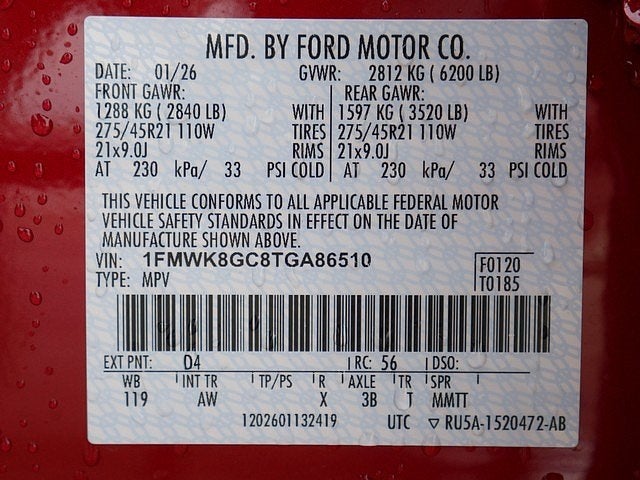 MFD. BY FORD MOTOR CO.
DATE: 01/26 GVWR: 2812 KG ( 6200 LB)
FRONT GAWR: REAR GAWR:
1288 KG ( 2840 LB) WITH 1597 KG ( 3520 LB) WITH
275/45R21 110W TIRES 275/45R21 110W TIRES
21x9.0J RIMS 21x9.0J RIMS
AT 230 kPa/ 33 PSI COLD AT 230 kPa/ 33 PSI COLD
THIS VEHICLE CONFORMS TO ALL APPLICABLE FEDERAL MOTOR
VEHICLE SAFETY STANDARDS IN EFFECT ON THE DATE OF
MANUFACTURE SHOWN ABOVE.
VIN: 1FMWK8GC8TGA86510 F0120
TYPE: MPV T0185
EXT PNT: D4 RC: 56 DSO:
WB INT TR TP/PS R AXLE TR SPR
119 AW X 3B T MMTT
1202601132419 UTC ▽ RU5A-1520472-AB